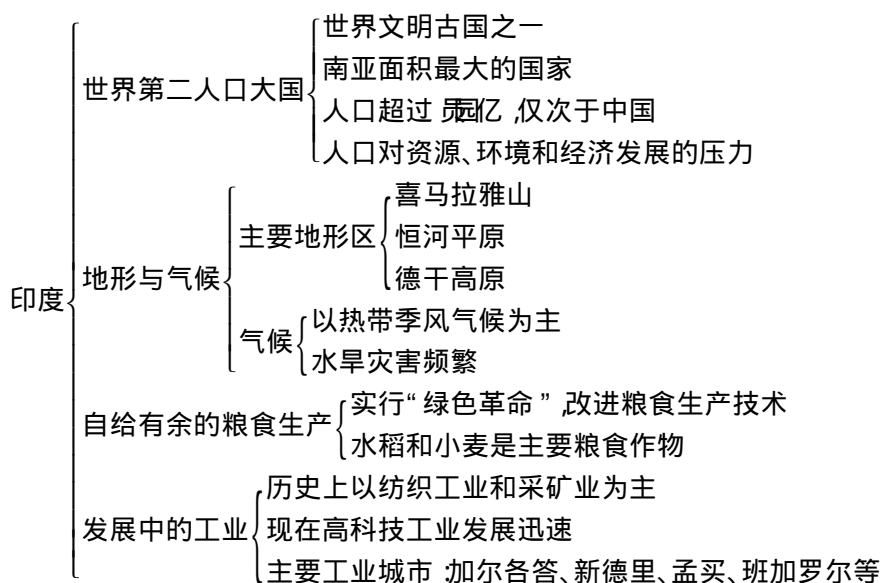 世界文明古国之一
南亚面积最大的国家
世界第二人口大国
人口超过 员园亿 ,仅次于中国
人口对资源、环境和经济发展的压力
喜马拉雅山
主要地形区
恒河平原
德干高原
地形与气候
印度
以热带季风气候为主
气候
水旱灾害频繁
实行“绿色革命”,改进粮食生产技术
自给有余的粮食生产
水稻和小麦是主要粮食作物
历史上以纺织工业和采矿业为主
发展中的工业
现在高科技工业发展迅速
主要工业城市 :加尔各答、新德里、孟买、班加罗尔等